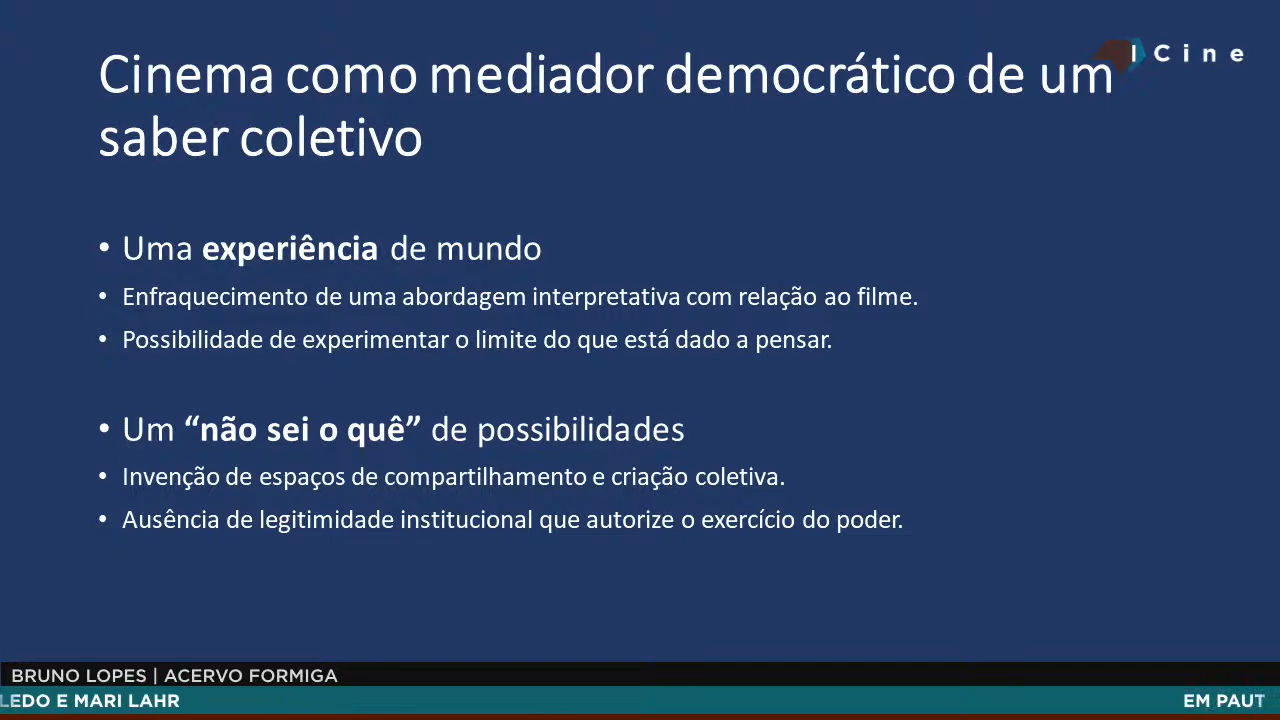 Cinema como mediador democrático de um
saber coletivo
I Cine
• Uma experiência de mundo
• Enfraquecimento de uma abordagem interpretativa com relação ao filme.
• Possibilidade de experimentar o limite do que está dado a pensar.
• Um “não sei o quê” de possibilidades
• Invenção de espaços de compartilhamento e criação coletiva.
• Ausência de legitimidade institucional que autorize o exercício do poder.
BRUNO LOPES | ACERVO FORMIGA
LEDO E MARI LAHR
EM PAUT